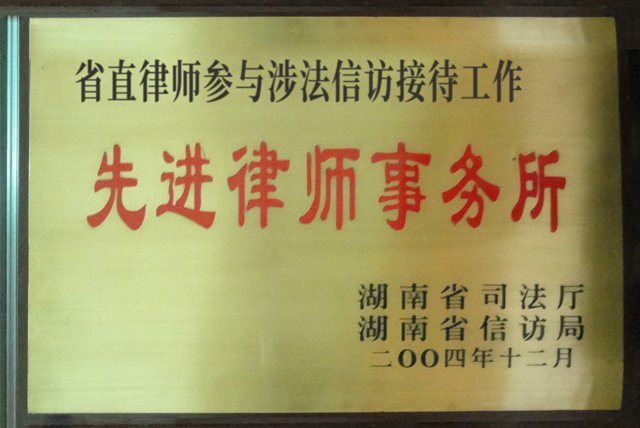 省直律师参与涉法信访接待工作
先进律师事务所
湖南省司法厅
湖南省信访局
二〇〇四年十二月